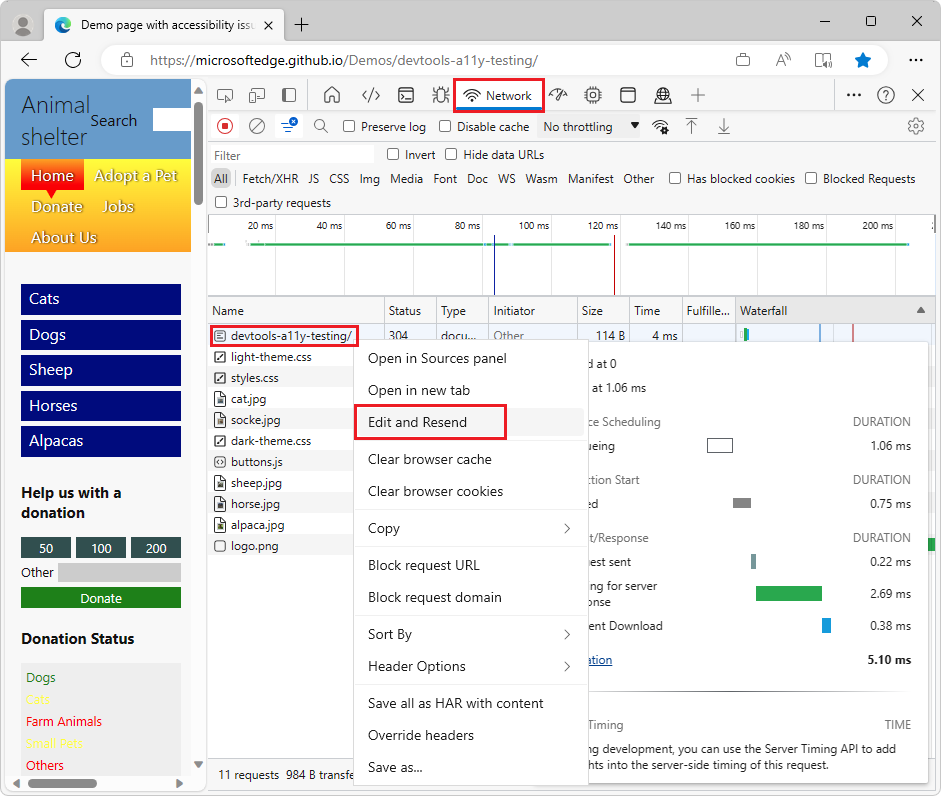 Demo page with accessibility issu
https://microsoftedge.github.io/Demos/devtools-a11y-testing/
Animal
shelter
Search
Home
Adopt a Pet
Donate
Jobs
About Us
Cats
Dogs
Sheep
Horses
Alpacas
Help us with a
donation
50
100
200
Other
Donate
Donation Status
Dogs
Cats
Farm Animals
Small Pets
Others
Network
Preserve log
Disable cache
No throttling
Filter
Invert
Hide data URLs
All
Fetch/XHR
JS
CSS
Img
Media
Font
Doc
WS
Wasm
Manifest
Other
Has blocked cookies
Blocked Requests
3rd-party requests
20 ms
40 ms
60 ms
80 ms
100 ms
120 ms
160 ms
180 ms
200 ms
Name
Status
Type
Initiator
Size
Time
Fulfille...
Waterfall
devtools-a11y-testing/
304
docu...
Other
114 B
4 ms
light-theme.css
styles.css
cat.jpg
socke.jpg
dark-theme.css
buttons.js
sheep.jpg
horse.jpg
alpaca.jpg
logo.png
11 requests
984 B transfe
Open in Sources panel
Open in new tab
Edit and Resend
Clear browser cache
Clear browser cookies
Copy
Block request URL
Block request domain
Sort By
Header Options
Save all as HAR with content
Override headers
Save as...
d at 0
at 1.06 ms
ce Scheduling
DURATION
ueing
1.06 ms
ction Start
DURATION
ed
0.75 ms
t/Response
DURATION
uest sent
0.22 ms
ing for server
onse
2.69 ms
ent Download
0.38 ms
ation
5.10 ms
Timing
TIME
ng development, you can use the Server Timing API to add
hts into the server-side timing of this request.